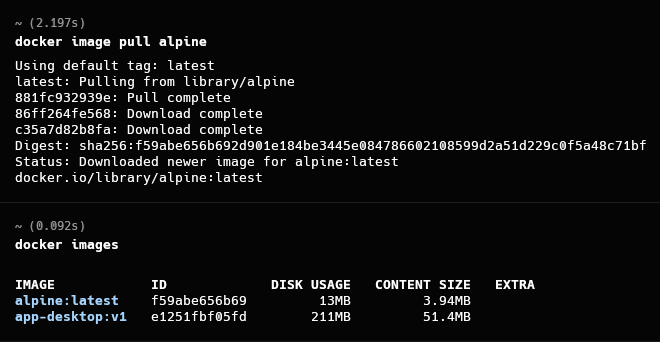 ~ (2.197s)
docker image pull alpine
Using default tag: latest
latest: Pulling from library/alpine
881fc932939e: Pull complete
86ff264fe568: Download complete
c35a7d82b8fa: Download complete
Digest: sha256:f59abe656b692d901e184be3445e084786602108599d2a51d229c0f5a48c71bf
Status: Downloaded newer image for alpine:latest
docker.io/library/alpine:latest
~ (0.092s)
docker images
IMAGE ID DISK USAGE CONTENT SIZE EXTRA
alpine:latest f59abe656b69 13MB 3.94MB
app-desktop:v1 e1251fbf05fd 211MB 51.4MB